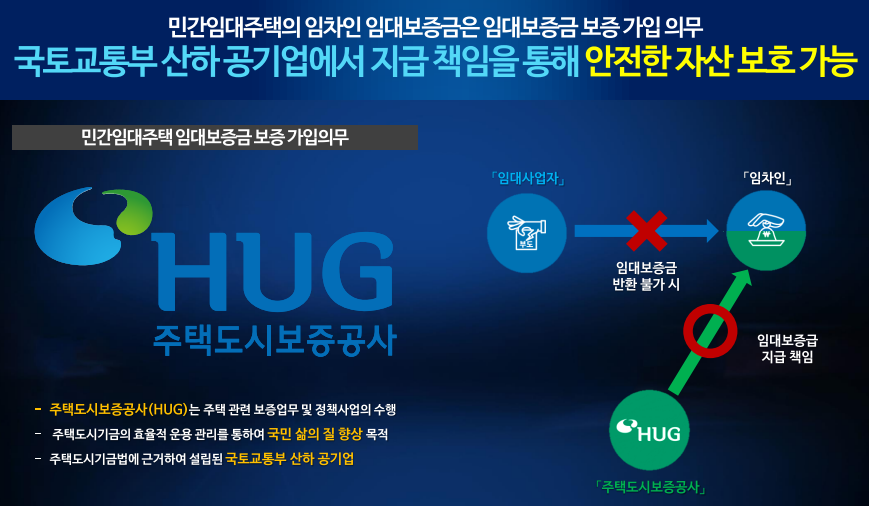 민간임대주택의 임차인 임대보증금은 임대보증금 보증 가입 의무
국토교통부 산하 공기업에서 지급 책임을 통해 안전한 자산 보호 가능
민간임대주택 임대보증금 보증 가입의무
HUG
주택도시보증공사
- 주택도시보증공사(HUG)는 주택 관련 보증업무 및 정책사업의 수행
- 주택도시기금의 효율적 운용 관리를 통하여 국민 삶의 질 향상 목적
- 주택도시기금법에 근거하여 설립된 국토교통부 산하 공기업
「임대사업자」
「임차인」
부도
₩
임대보증금
반환 불가 시
임대보증급
지급 책임
HUG
「주택도시보증공사」